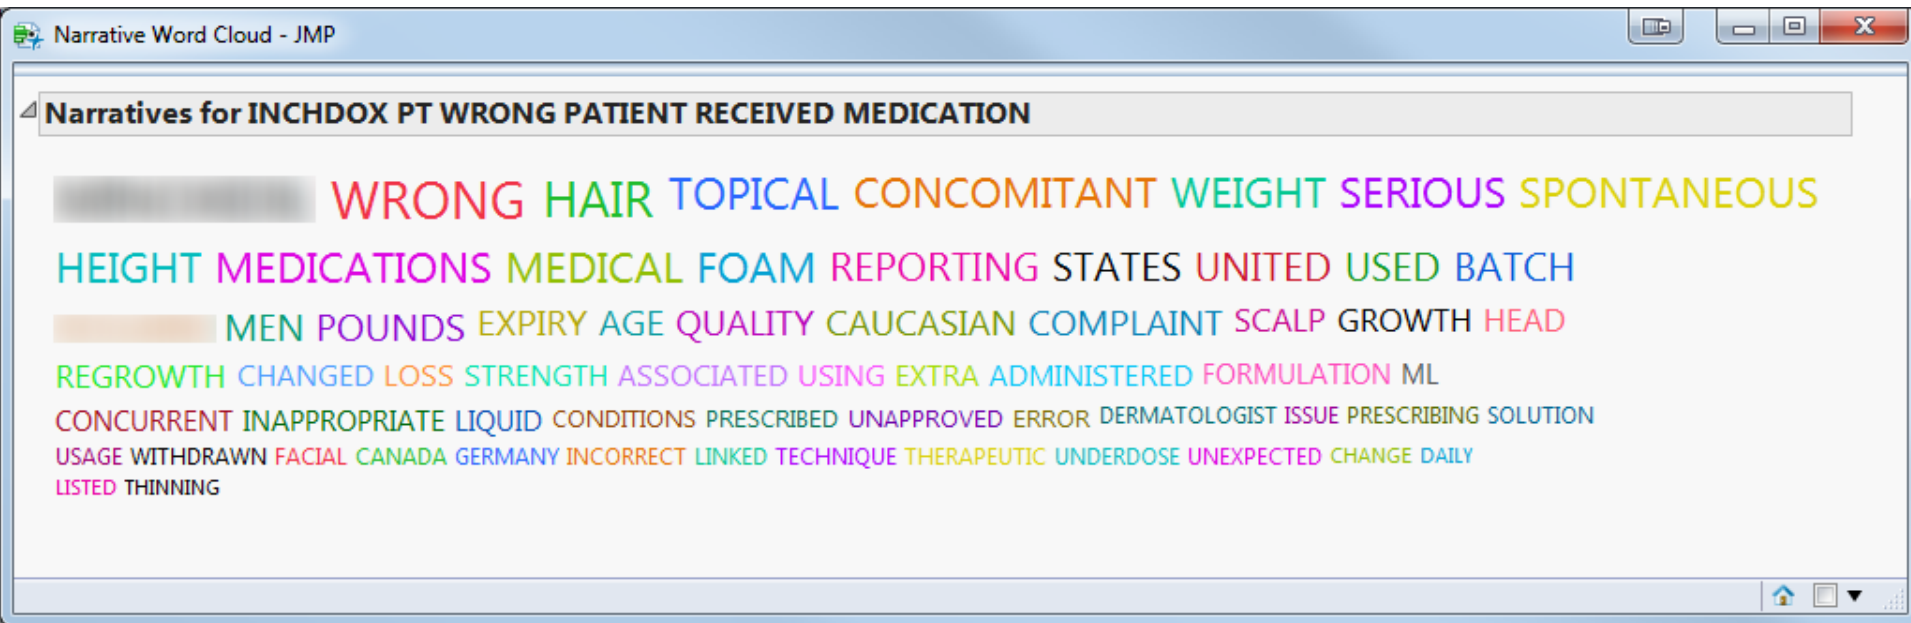 Narrative Word Cloud - JMP
Narratives for INCHDOX PT WRONG PATIENT RECEIVED MEDICATION
WRONG HAIR TOPICAL CONCOMITANT WEIGHT SERIOUS SPONTANEOUS
HEIGHT MEDICATIONS MEDICAL FOAM REPORTING STATES UNITED USED BATCH
MEN POUNDS EXPIRY AGE QUALITY CAUCASIAN COMPLAINT SCALP GROWTH HEAD
REGROWTH CHANGED LOSS STRENGTH ASSOCIATED USING EXTRA ADMINISTERED FORMULATION ML
CONCURRENT INAPPROPRIATE LIQUID CONDITIONS PRESCRIBED UNAPPROVED ERROR DERMATOLOGIST ISSUE PRESCRIBING SOLUTION
USAGE WITHDRAWN FACIAL CANADA GERMANY INCORRECT LINKED TECHNIQUE THERAPEUTIC UNDERDOSE UNEXPECTED CHANGE DAILY
LISTED THINNING